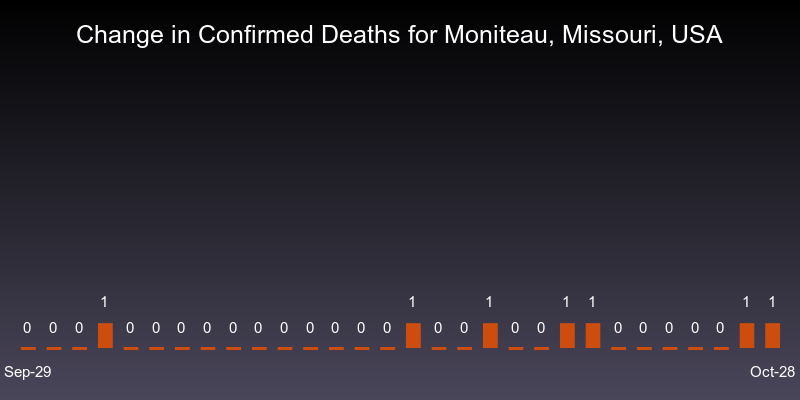 Change in Confirmed Deaths for Moniteau, Missouri, USA
0 0 0 1 0 0 0 0 0 0 0 0 0 0 0 1 0 0 1 0 0 1 1 0 0 0 0 0 1 1
Sep-29 Oct-28